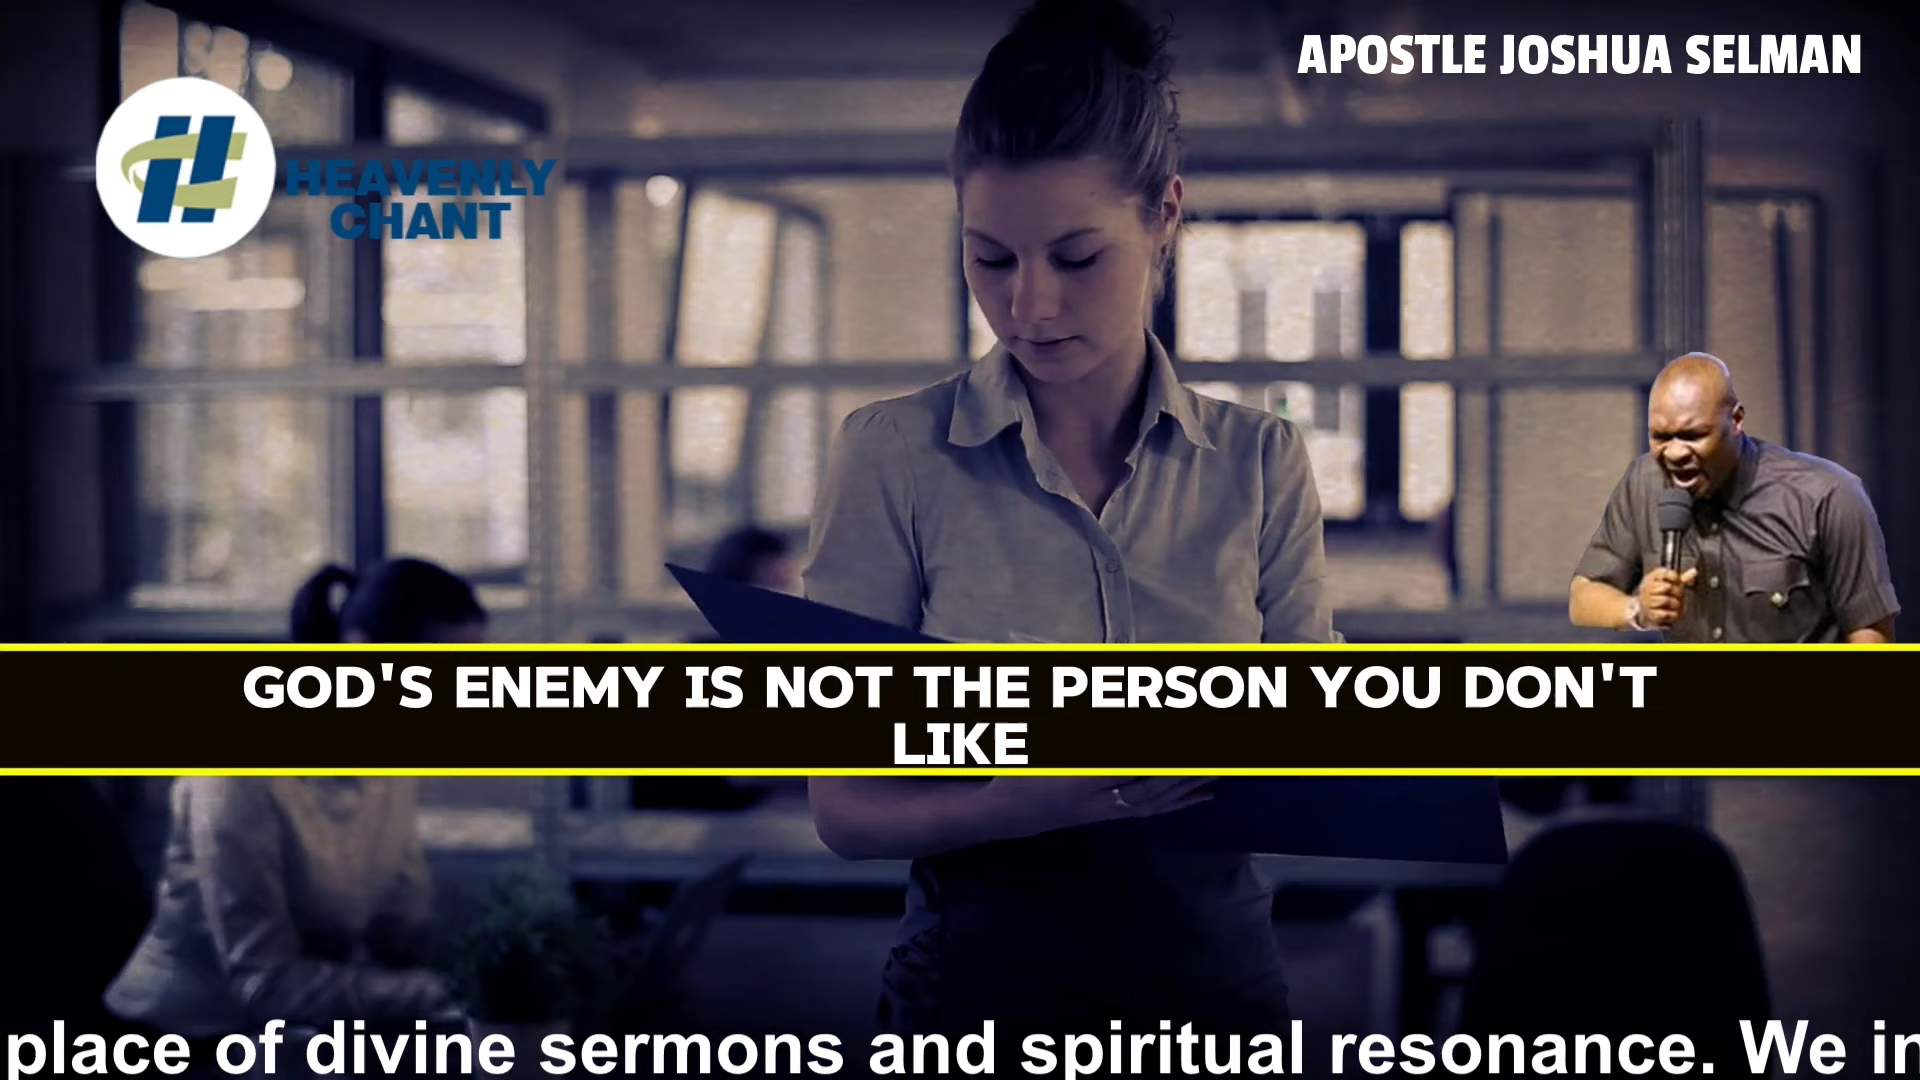 APOSTLE JOSHUA SELMAN
HEAVENLY
CHANT
GOD'S ENEMY IS NOT THE PERSON YOU DON'T
LIKE
place of divine sermons and spiritual resonance. We in